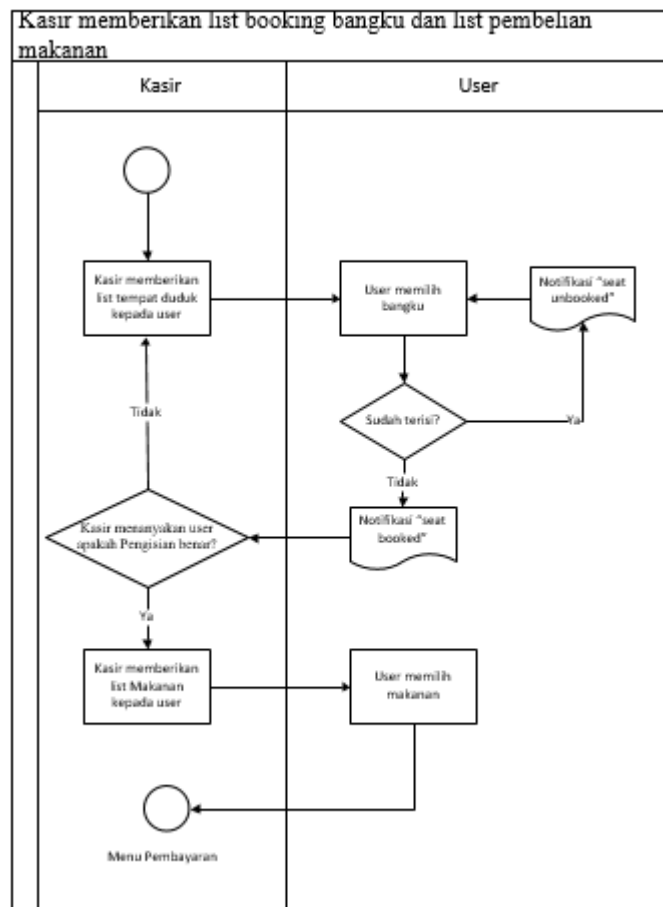 Kasir memberikan list booking bangku dan list pembelian
makanan
Kasir
User
Kasir memberikan
list tempat duduk
kepada user
User memilih
bangku
Notifikasi “seat
unbooked”
Tidak
Sudah terisi?
Ya
Tidak
Kasir menanyakan user
apakah Pengisian benar?
Notifikasi “seat
booked”
Ya
Kasir memberikan
list Makanan
kepada user
User memilih
makanan
Menu Pembayaran